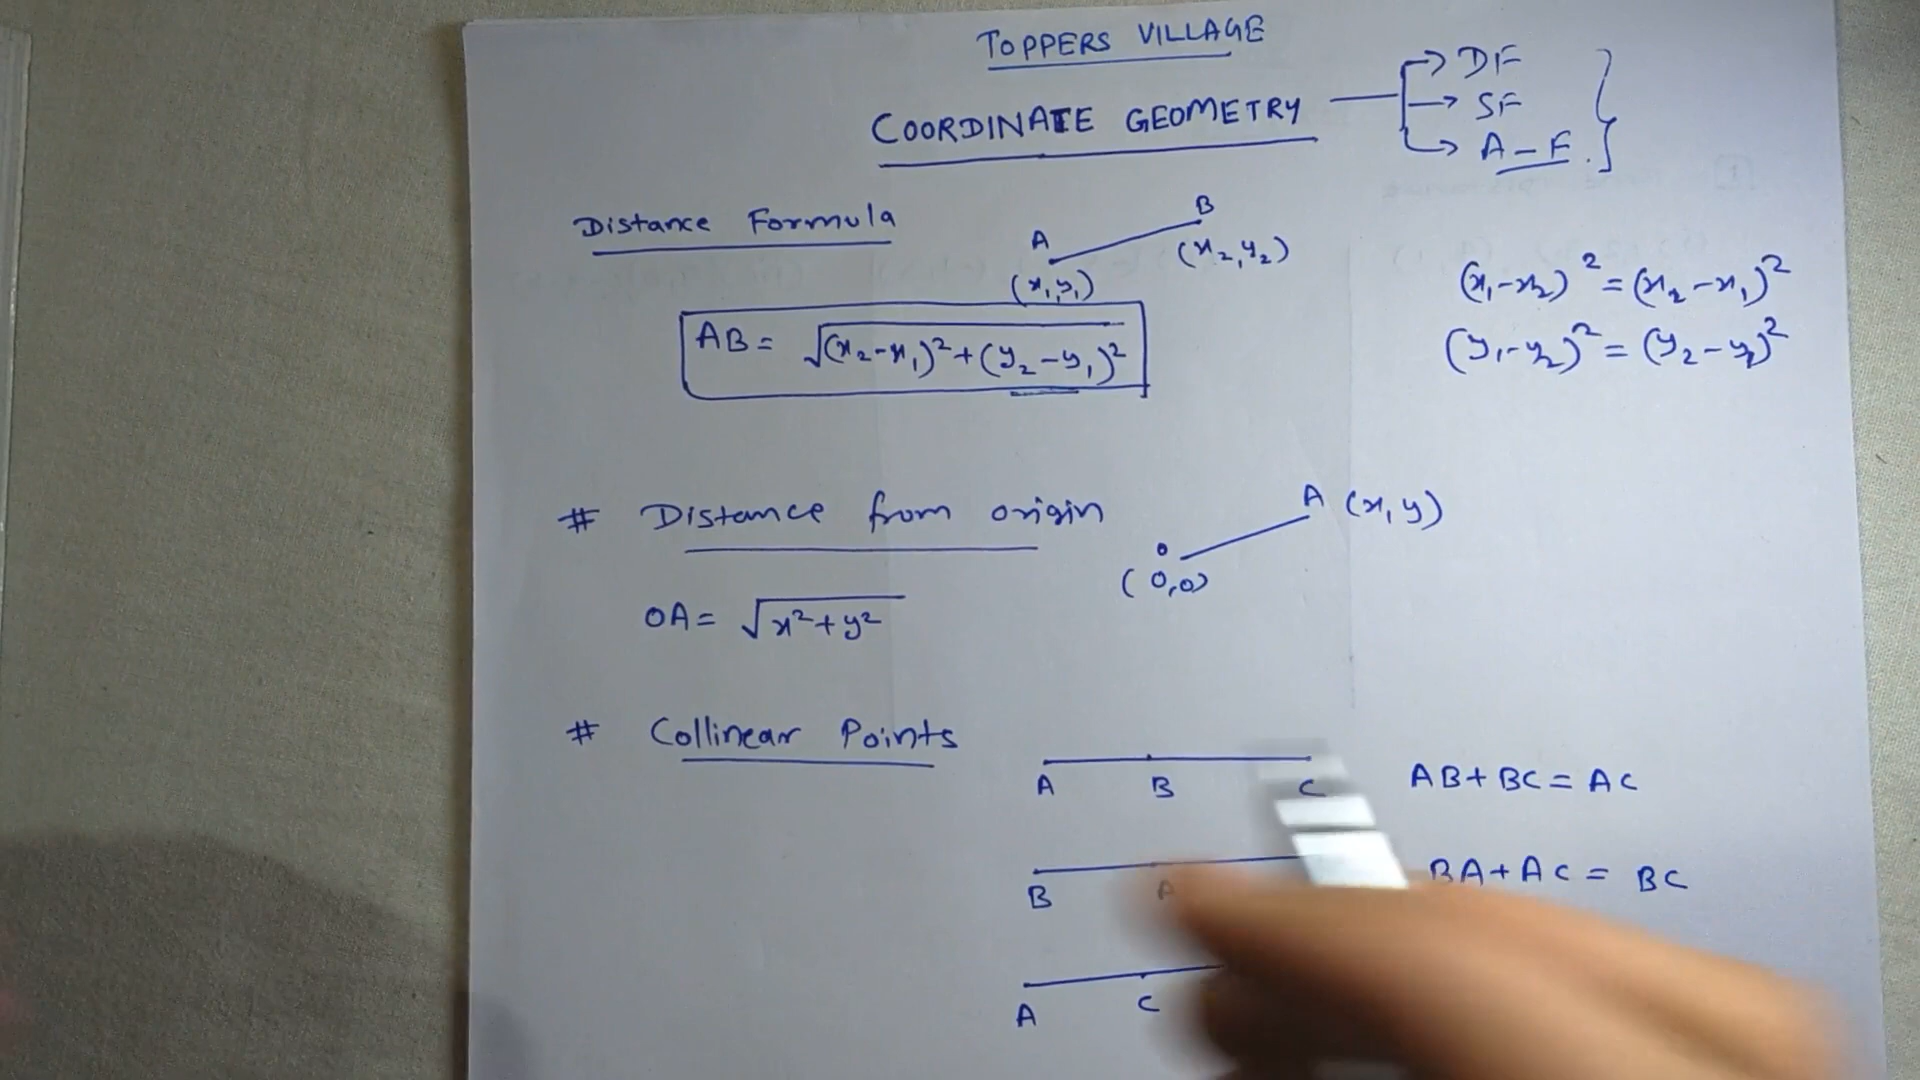 TOPPERS VILLAGE
COORDINATE GEOMETRY
→ DF
→ SF
→ A-F.
Distance Formula
A
B
(x₁,y₁)
(x₂,y₂)
AB = √(x₂-x₁)²+(y₂-y₁)²
(x₁-x₂)² = (x₂-x₁)²
(y₁-y₂)² = (y₂-y₁)²
# Distance from origin
O
(0,0)
A (x,y)
OA = √x²+y²
# Collinear Points
A B C
AB+BC = AC
B A
BA+AC = BC
A C